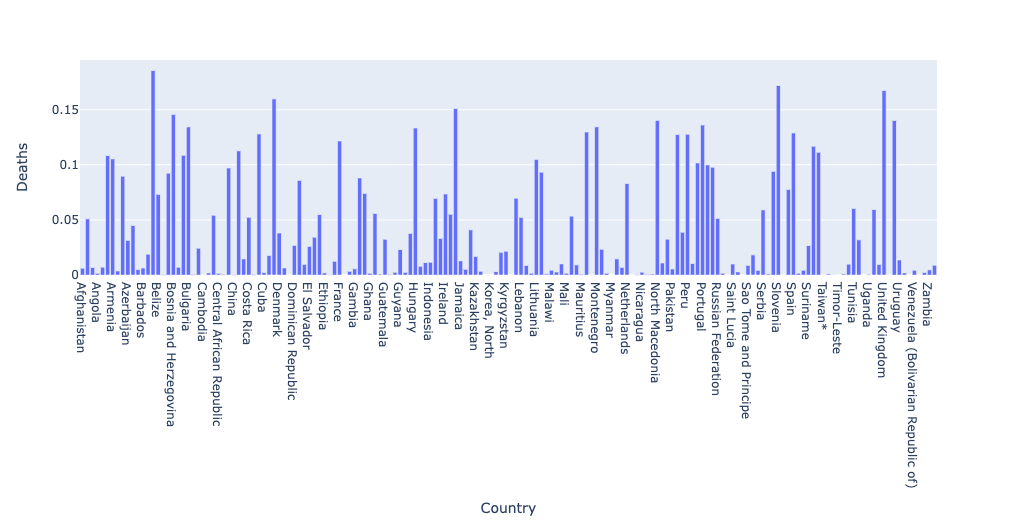 Deaths
0.15
0.1
0.05
0
Afghanistan
Angola
Armenia
Azerbaijan
Barbados
Belize
Bosnia and Herzegovina
Bulgaria
Cambodia
Central African Republic
China
Costa Rica
Cuba
Denmark
Dominican Republic
El Salvador
Ethiopia
France
Gambia
Ghana
Guatemala
Guyana
Hungary
Indonesia
Ireland
Jamaica
Kazakhstan
Korea, North
Kyrgyzstan
Lebanon
Lithuania
Malawi
Mali
Mauritius
Montenegro
Myanmar
Netherlands
Nicaragua
North Macedonia
Pakistan
Peru
Portugal
Russian Federation
Saint Lucia
Sao Tome and Principe
Serbia
Slovenia
Spain
Suriname
Taiwan*
Timor-Leste
Tunisia
Uganda
United Kingdom
Uruguay
Venezuela (Bolivarian Republic of)
Zambia
Country